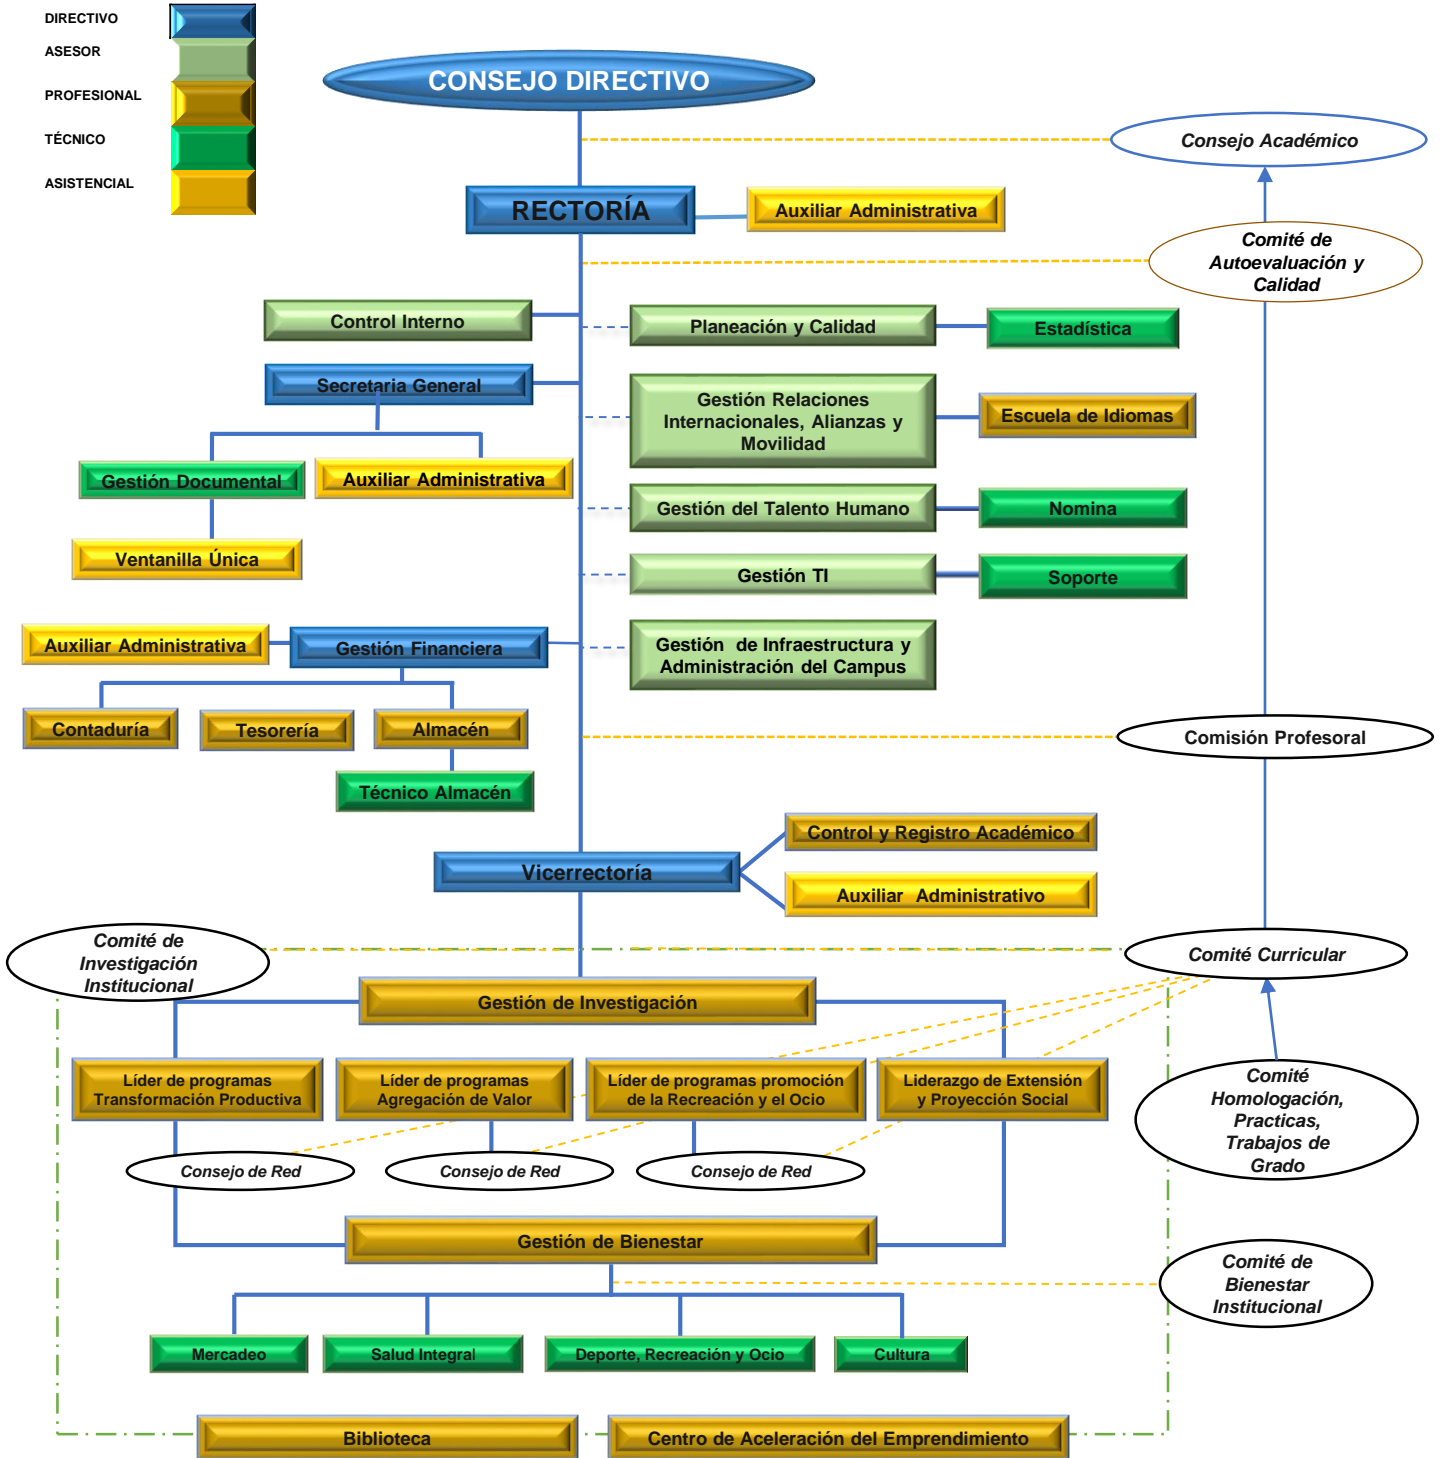 DIRECTIVO
ASESOR
PROFESIONAL
TÉCNICO
ASISTENCIAL
CONSEJO DIRECTIVO
Consejo Académico
RECTORÍA
Auxiliar Administrativa
Comité de
Autoevaluación y
Calidad
Control Interno
Planeación y Calidad
Estadística
Secretaria General
Gestión Relaciones
Internacionales, Alianzas y
Movilidad
Escuela de Idiomas
Gestión Documental
Auxiliar Administrativa
Gestión del Talento Humano
Nomina
Ventanilla Única
Gestión TI
Soporte
Auxiliar Administrativa
Gestión Financiera
Gestión de Infraestructura y
Administración del Campus
Contaduría
Tesorería
Almacén
Comisión Profesoral
Técnico Almacén
Control y Registro Académico
Vicerrectoría
Auxiliar Administrativo
Comité de
Investigación
Institucional
Comité Curricular
Gestión de Investigación
Líder de programas
Transformación Productiva
Líder de programas
Agregación de Valor
Líder de programas promoción
de la Recreación y el Ocio
Liderazgo de Extensión
y Proyección Social
Comité
Homologación,
Practicas,
Trabajos de
Grado
Consejo de Red
Consejo de Red
Consejo de Red
Gestión de Bienestar
Comité de
Bienestar
Institucional
Mercadeo
Salud Integral
Deporte, Recreación y Ocio
Cultura
Biblioteca
Centro de Aceleración del Emprendimiento